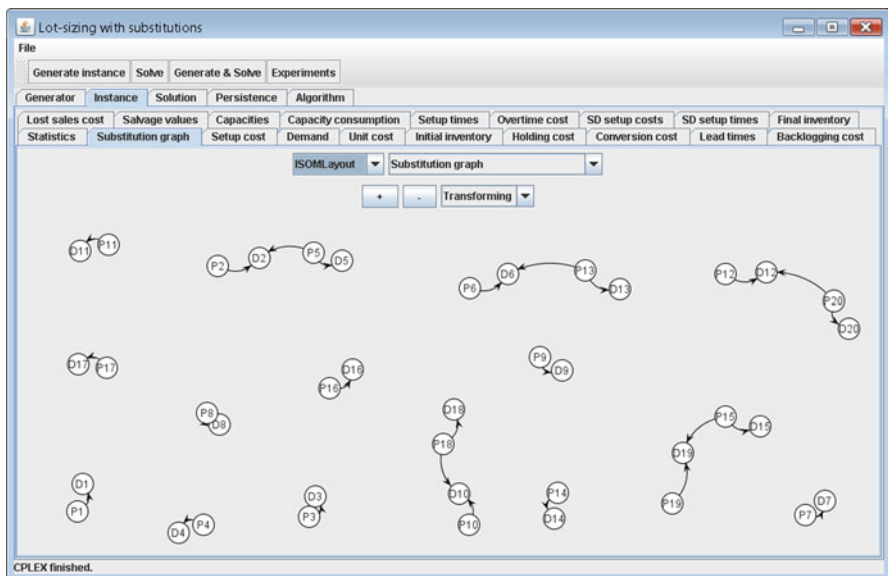 Lot-sizing with substitutions
File
Generate instance Solve Generate & Solve Experiments
Generator Instance Solution Persistence Algorithm
Lost sales cost Salvage values Capacities Capacity consumption Setup times Overtime cost SD setup costs SD setup times Final inventory
Statistics Substitution graph Setup cost Demand Unit cost Initial inventory Holding cost Conversion cost Lead times Backlogging cost
ISOMLayout Substitution graph
+ - Transforming
D11 P11 P2 D2 P5 D5 P6 D6 P13 D13 P12 D12 P20 D20
D17 P17 P16 D16 P9 D9
P8 D8 D18 P18 P15 D15 D19
D1 P1 D4 P4 D3 P3 D10 P10 P14 D14 P19 P7 D7
CPLEX finished.